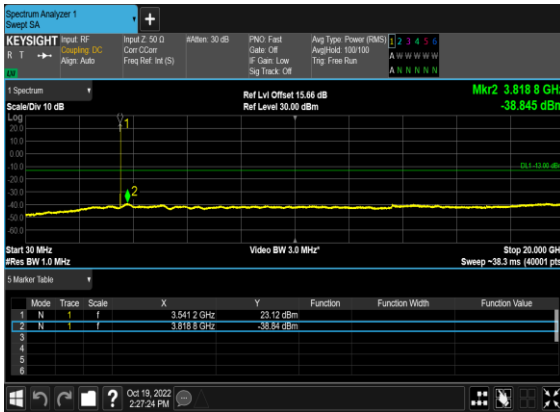 Spectrum Analyzer 1
Swept SA
KEYSIGHT Input: RF Input Z: 50 Ω #Atten: 30 dB PNO: Fast Avg Type: Power (RMS) 1 2 3 4 5 6
R T Coupling: DC Corr CCorr Gate: Off Avg|Hold: 100/100 A W W W W W
Align: Auto Freq Ref: Int (S) IF Gain: Low Trig: Free Run
LXI Sig Track: Off A N N N N N
1 Spectrum Ref Lvl Offset 15.66 dB Mkr2 3.818 8 GHz
Scale/Div 10 dB Ref Level 30.00 dBm -38.845 dBm
Log
20.0 1
10.0
0.00
-10.0 DL1 -13.00 dBm
-20.0
-30.0 2
-40.0
-50.0
-60.0
Start 30 MHz Video BW 3.0 MHz* Stop 20.000 GHz
#Res BW 1.0 MHz Sweep ~38.3 ms (40001 pts)
5 Marker Table
Mode Trace Scale X Y Function Function Width Function Value
1 N 1 f 3.541 2 GHz 23.12 dBm
2 N 1 f 3.818 8 GHz -38.84 dBm
3
4
5
6
? Oct 19, 2022
2:27:24 PM